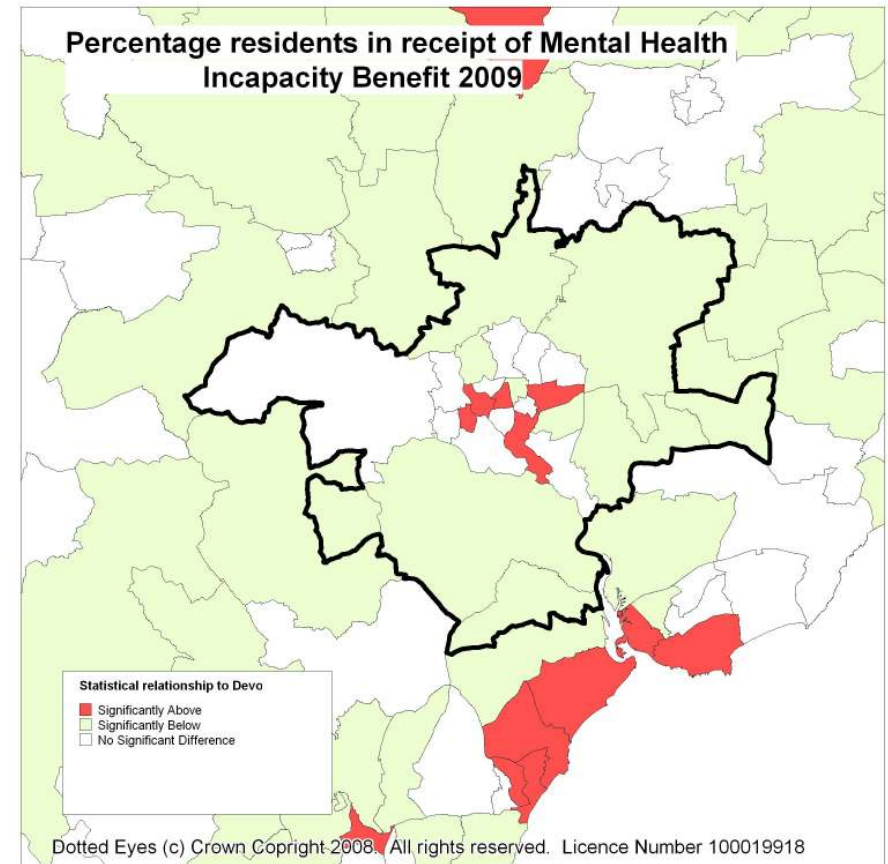 Percentage residents in receipt of Mental Health
Incapacity Benefit 2009
Statistical relationship to Devo
Significantly Above
Significantly Below
No Significant Difference
Dotted Eyes (c) Crown Copright 2008. All rights reserved. Licence Number 100019918